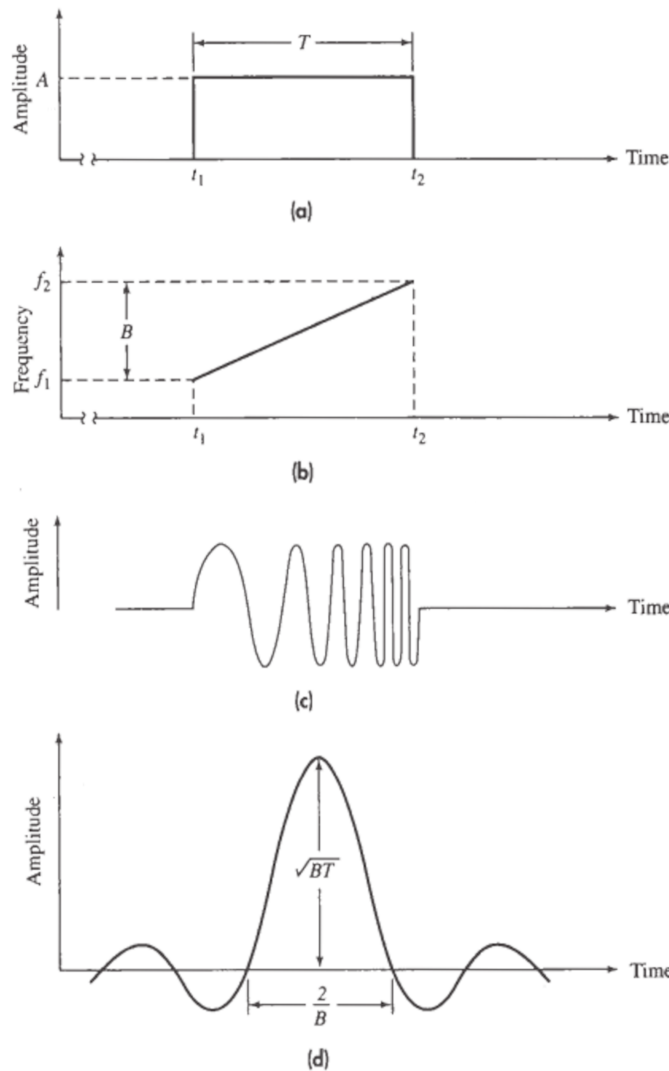 T
A
Amplitude
t₁
t₂
Time
(a)
f₂
B
Frequency
f₁
t₁
t₂
Time
(b)
Amplitude
Time
(c)
Amplitude
√BT
Time
2
B
(d)